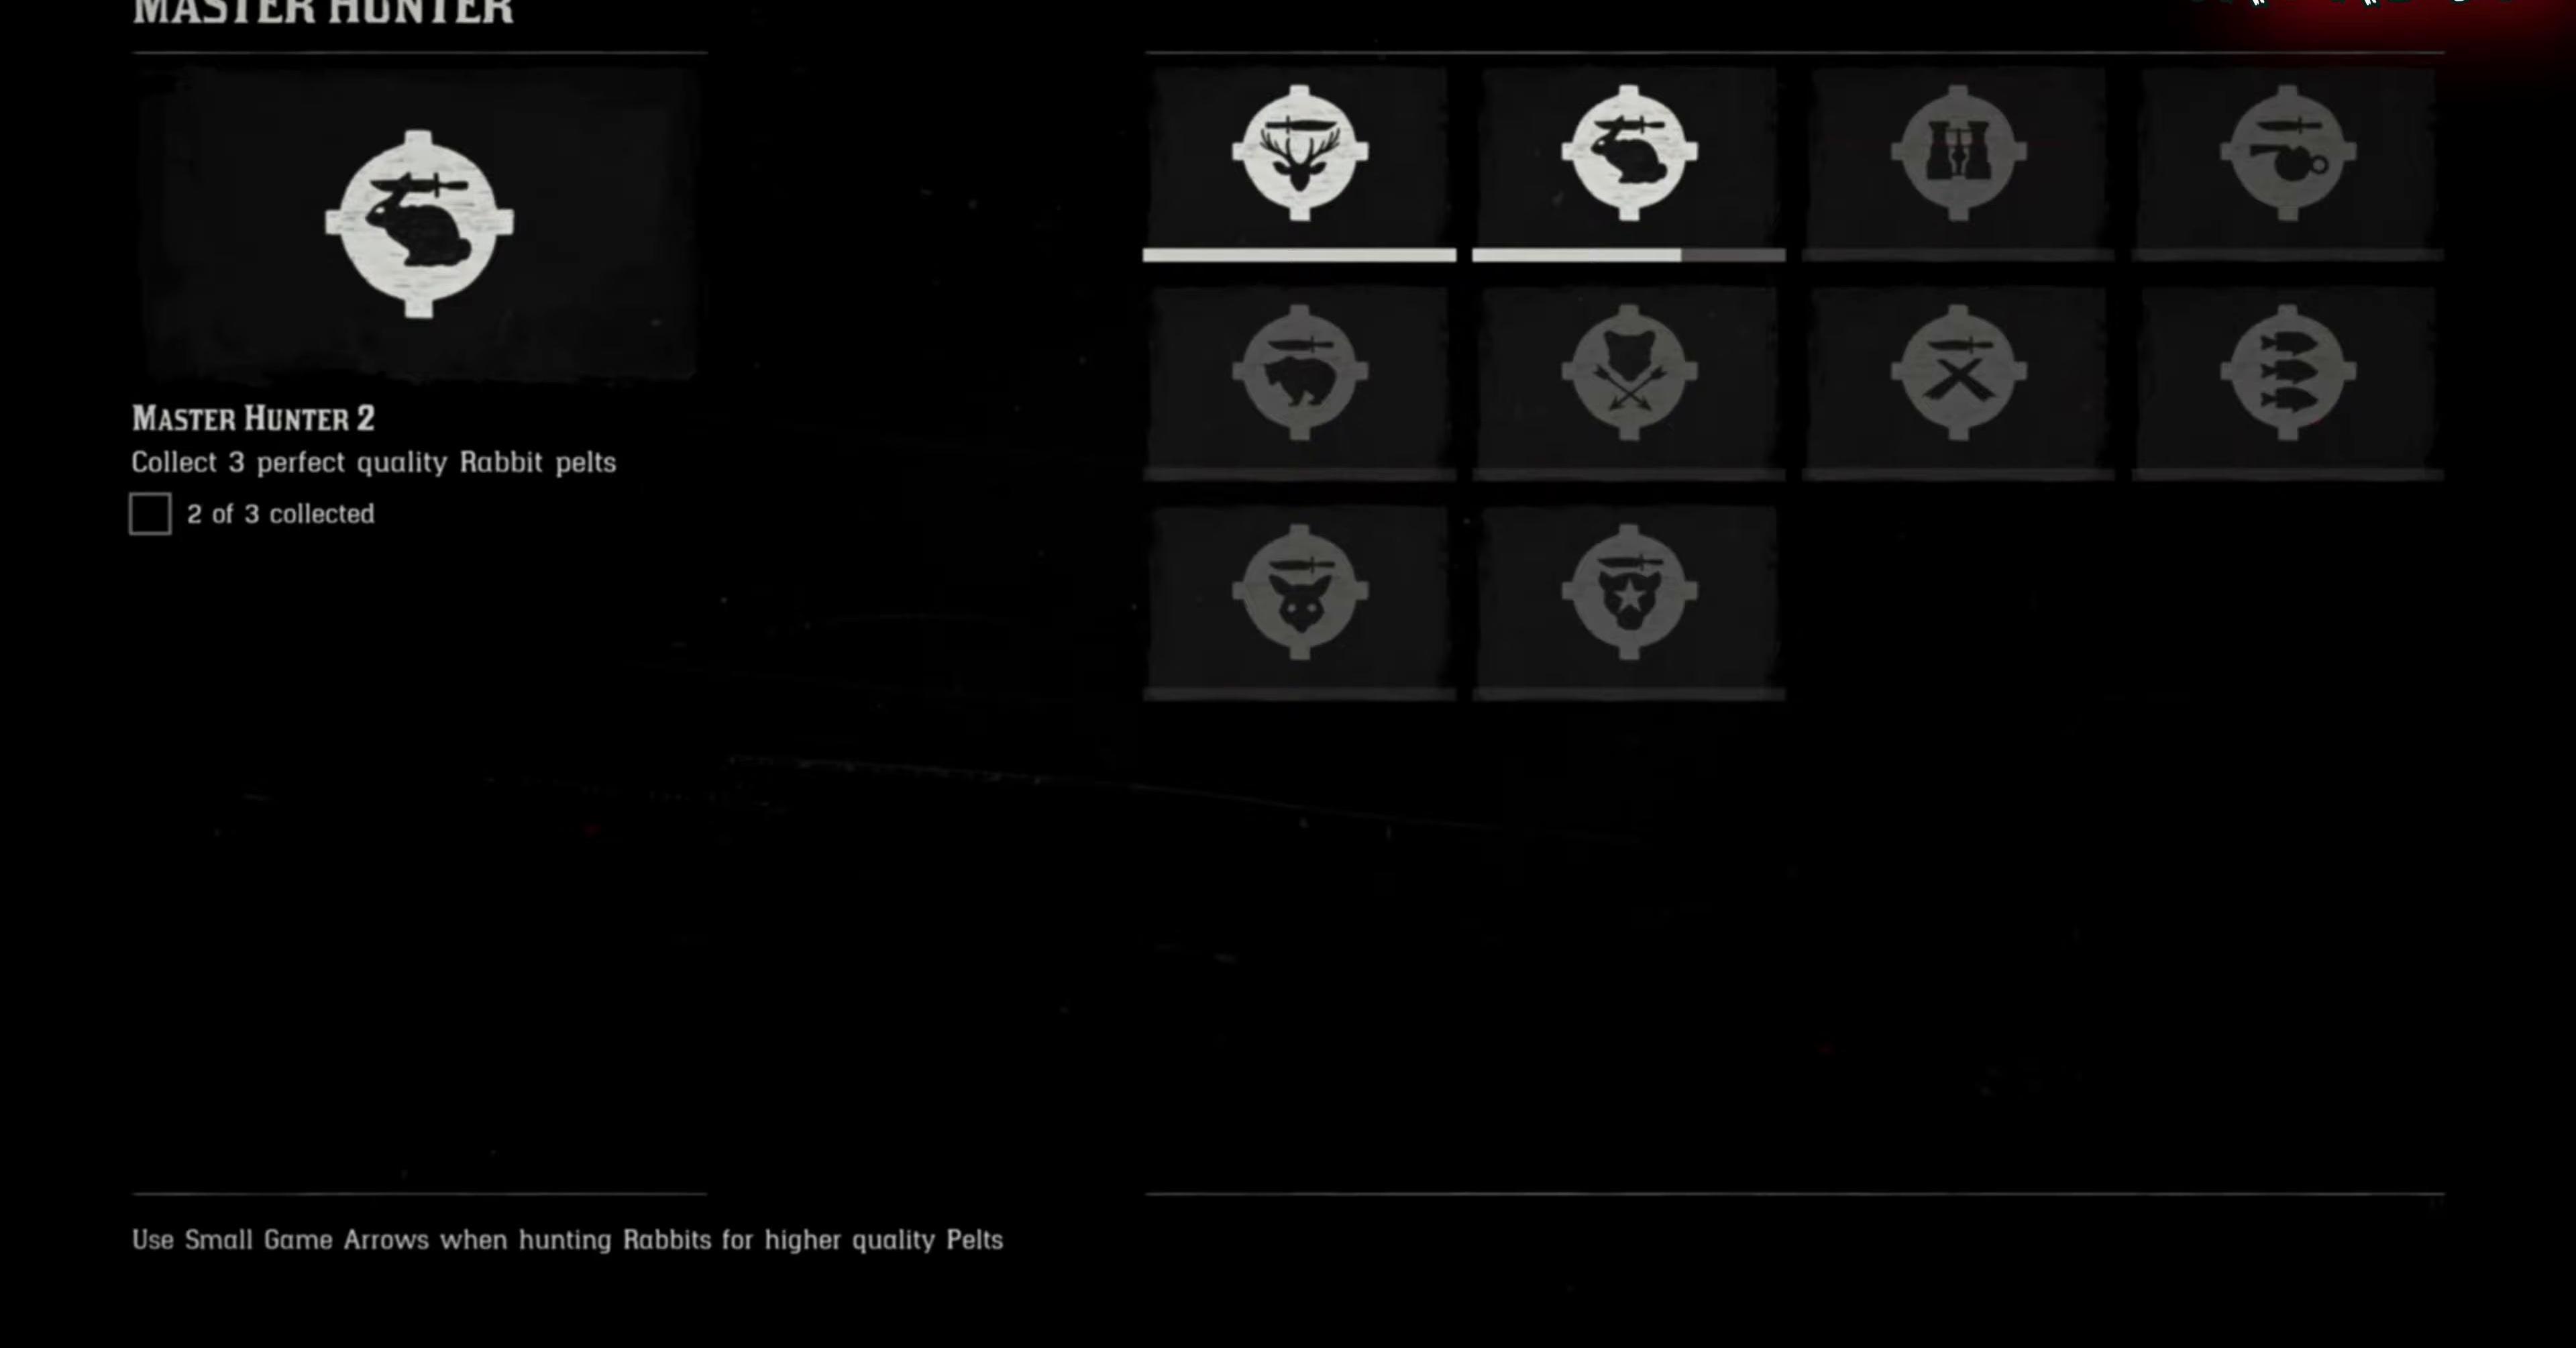 MASTER HUNTER
MASTER HUNTER 2
Collect 3 perfect quality Rabbit pelts
2 of 3 collected
Use Small Game Arrows when hunting Rabbits for higher quality Pelts